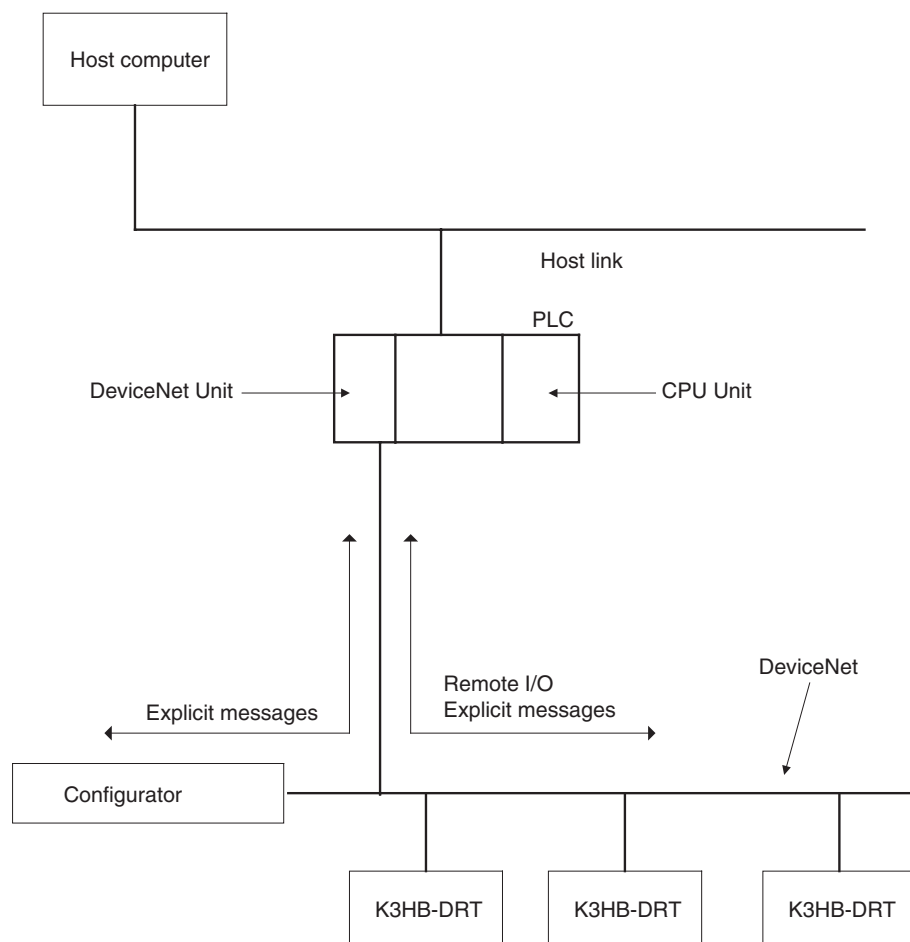 Host computer
Host link
PLC
DeviceNet Unit
CPU Unit
DeviceNet
Remote I/O
Explicit messages
Explicit messages
Configurator
K3HB-DRT
K3HB-DRT
K3HB-DRT